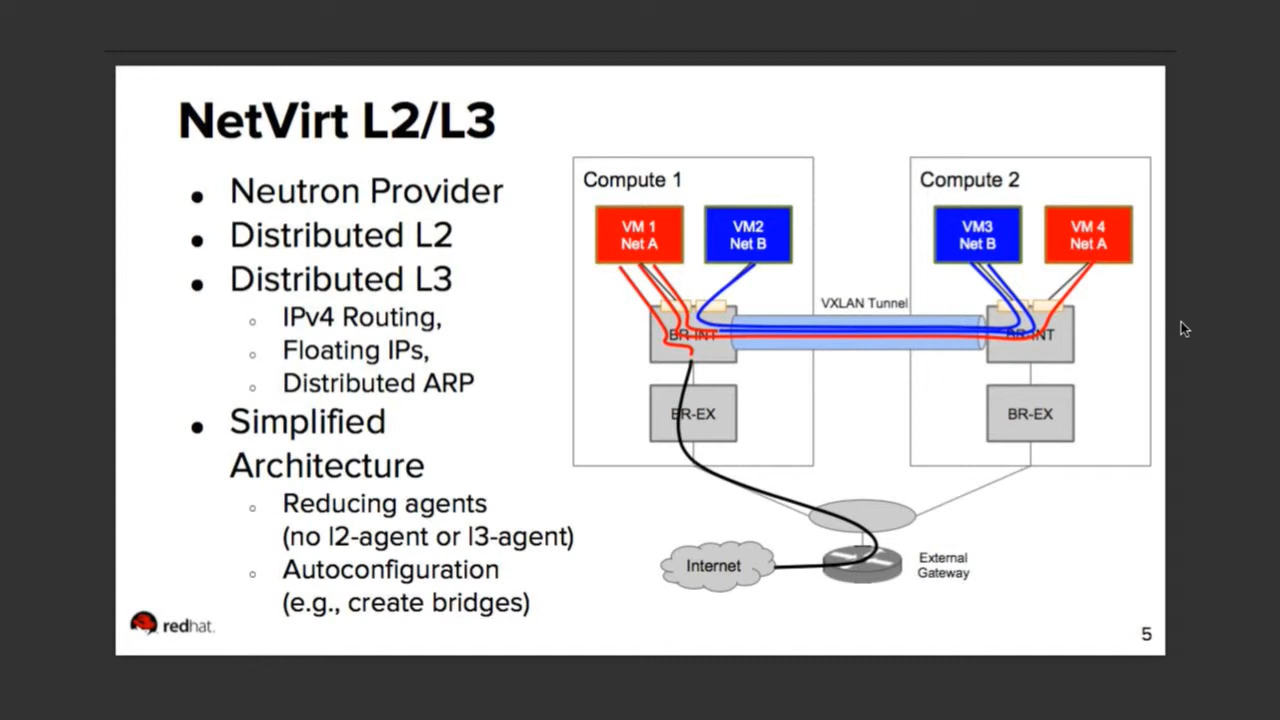 NetVirt L2/L3
Neutron Provider
Distributed L2
Distributed L3
IPv4 Routing,
Floating IPs,
Distributed ARP
Simplified
Architecture
Reducing agents
(no l2-agent or l3-agent)
Autoconfiguration
(e.g., create bridges)
Compute 1
VM 1
Net A
VM2
Net B
BR-INT
BR-EX
VXLAN Tunnel
Compute 2
VM3
Net B
VM 4
Net A
BR-INT
BR-EX
Internet
External
Gateway
redhat.
5